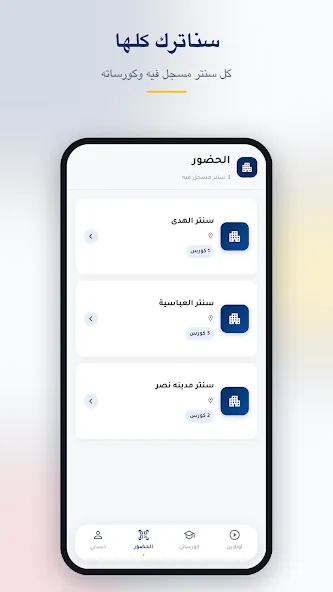 سناترك كلها
كل سنتر مسجل فيه وكورساته
الحضور
3 سنتر مسجل فيه
سنتر الهدى
1 كورس
سنتر العباسية
3 كورس
سنتر مدينه نصر
2 كورس
أونلاين
كورساتي
الحضور
حسابي